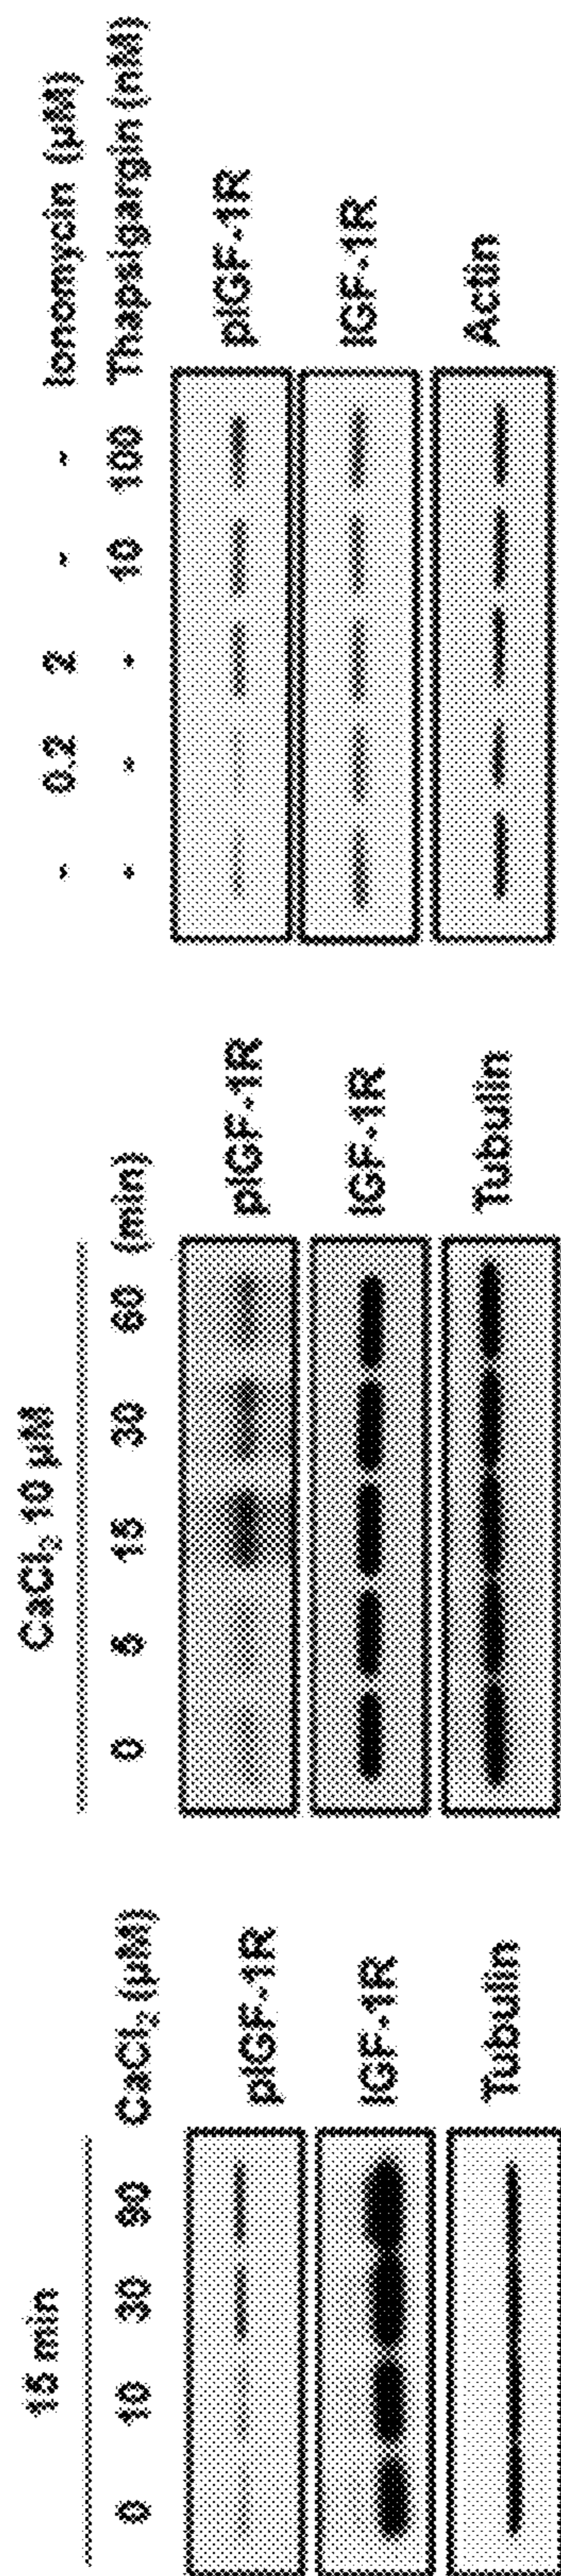 15 min
0 10 30 90 CaCl₂ (µM)
pIGF-1R
IGF-1R
Tubulin
CaCl₂ 10 µM
0 5 15 30 60 (min)
pIGF-1R
IGF-1R
Tubulin
- 0.2 2 - - Ionomycin (µM)
- - - 10 100 Thapsigargin (nM)
pIGF-1R
IGF-1R
Actin